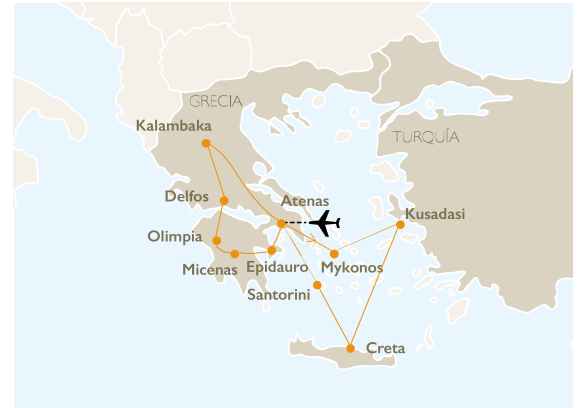 GRECIA
Kalambaka
TURQUÍA
Delfos
Atenas
Kusadasi
Olimpia
Micenas
Epidauro
Mykonos
Santorini
Creta